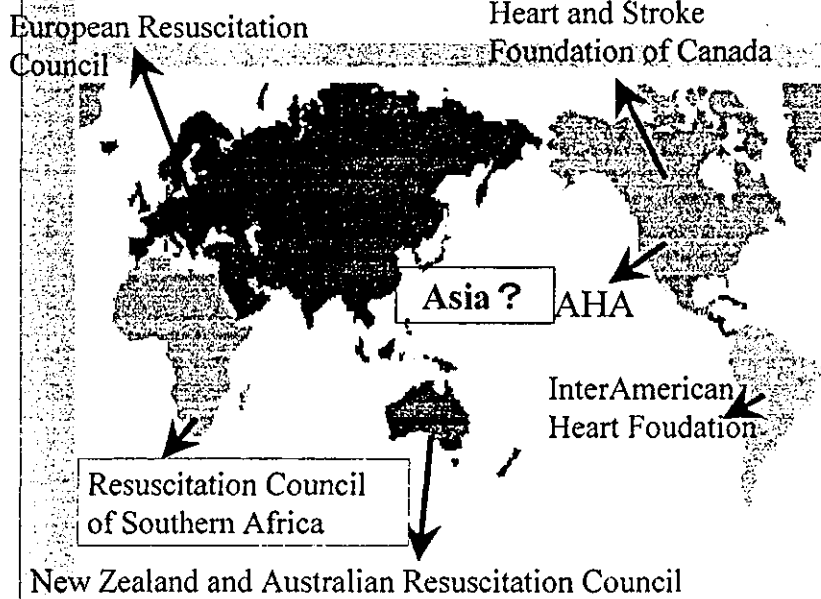 European Resuscitation
Council
Heart and Stroke
Foundation of Canada
Asia ?
AHA
InterAmerican
Heart Foudation
Resuscitation Council
of Southern Africa
New Zealand and Australian Resuscitation Council